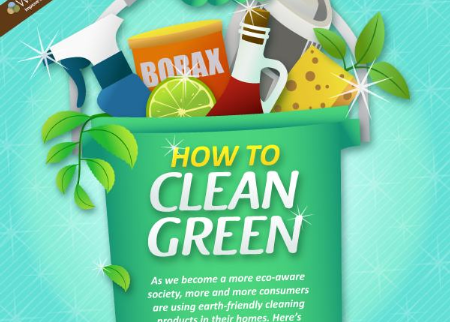 BORAX
HOW TO
CLEAN
GREEN
As we become a more eco-aware
society, more and more consumers
are using earth-friendly cleaning
products in their homes. Here's